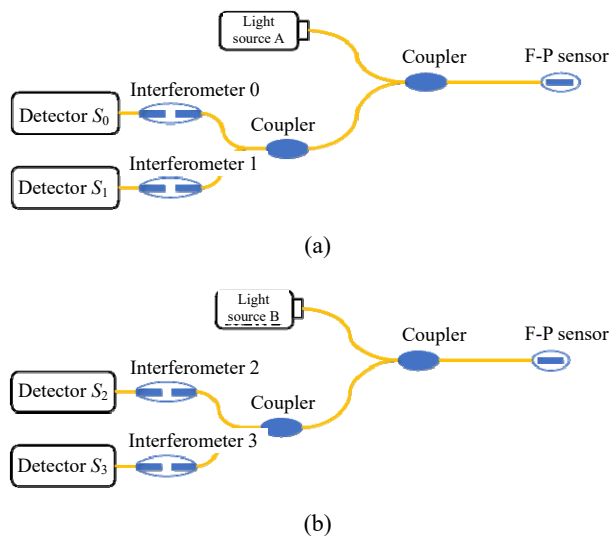 Light
source A
Coupler
F-P sensor
Interferometer 0
Detector S₀
Coupler
Interferometer 1
Detector S₁
(a)
Light
source B
Coupler
F-P sensor
Interferometer 2
Detector S₂
Coupler
Interferometer 3
Detector S₃
(b)